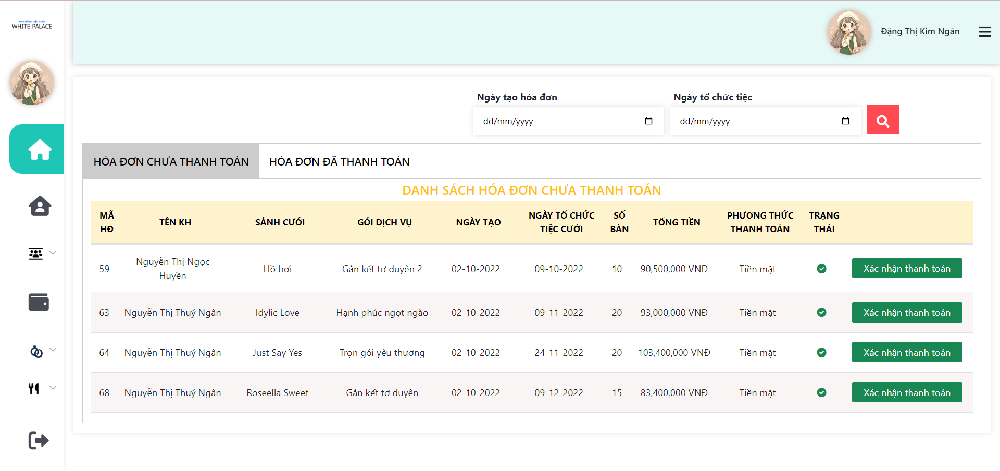 NHÀ HÀNG TIỆC CƯỚI
WHITE PALACE
Đặng Thị Kim Ngân
Ngày tạo hóa đơn
Ngày tổ chức tiệc
dd/mm/yyyy
dd/mm/yyyy
HÓA ĐƠN CHƯA THANH TOÁN
HÓA ĐƠN ĐÃ THANH TOÁN
DANH SÁCH HÓA ĐƠN CHƯA THANH TOÁN
MÃ HĐ TÊN KH SẢNH CƯỚI GÓI DỊCH VỤ NGÀY TẠO NGÀY TỔ CHỨC TIỆC CƯỚI SỐ BÀN TỔNG TIỀN PHƯƠNG THỨC THANH TOÁN TRẠNG THÁI
59 Nguyễn Thị Ngọc Huyền Hồ bơi Gắn kết tơ duyên 2 02-10-2022 09-10-2022 10 90,500,000 VNĐ Tiền mặt Xác nhận thanh toán
63 Nguyễn Thị Thuý Ngân Idylic Love Hạnh phúc ngọt ngào 02-10-2022 09-11-2022 20 93,000,000 VNĐ Tiền mặt Xác nhận thanh toán
64 Nguyễn Thị Thuý Ngân Just Say Yes Trọn gói yêu thương 02-10-2022 24-11-2022 20 103,400,000 VNĐ Tiền mặt Xác nhận thanh toán
68 Nguyễn Thị Thuý Ngân Roseella Sweet Gắn kết tơ duyên 02-10-2022 09-12-2022 15 83,400,000 VNĐ Tiền mặt Xác nhận thanh toán